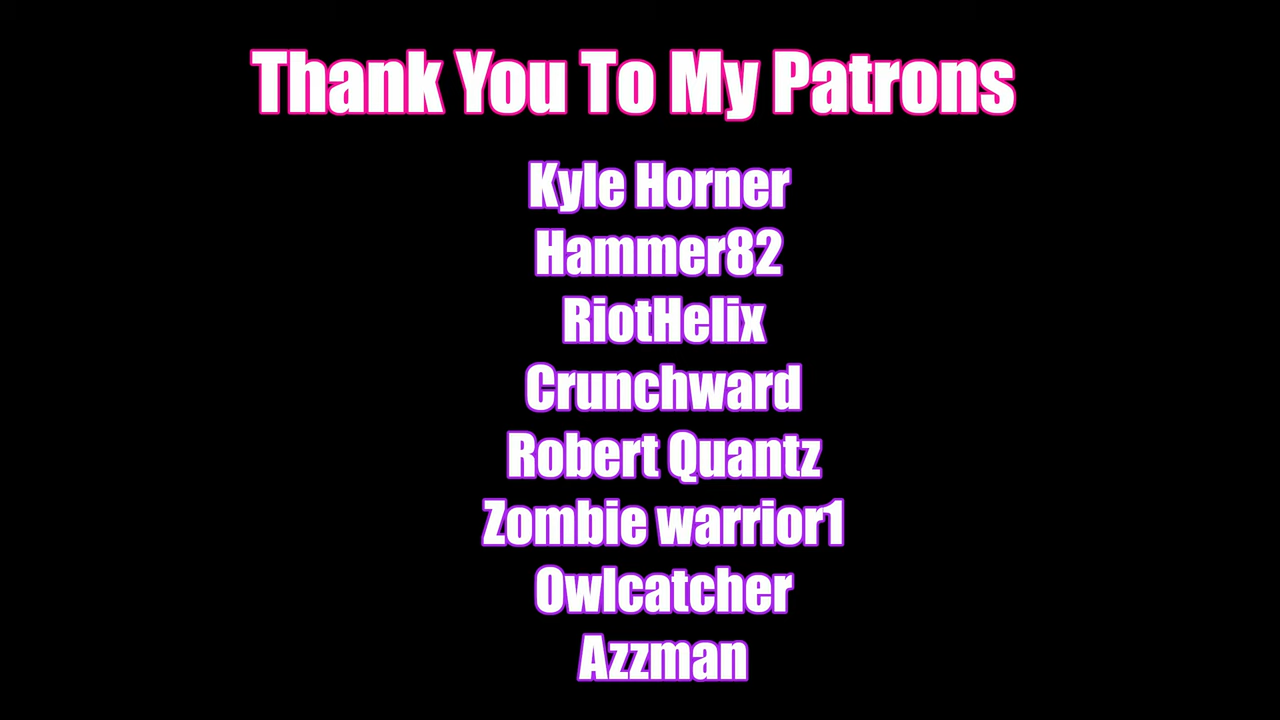 Thank You To My Patrons
Kyle Horner
Hammer82
RiotHelix
Crunchward
Robert Quantz
Zombie warrior1
Owlcatcher
Azzman